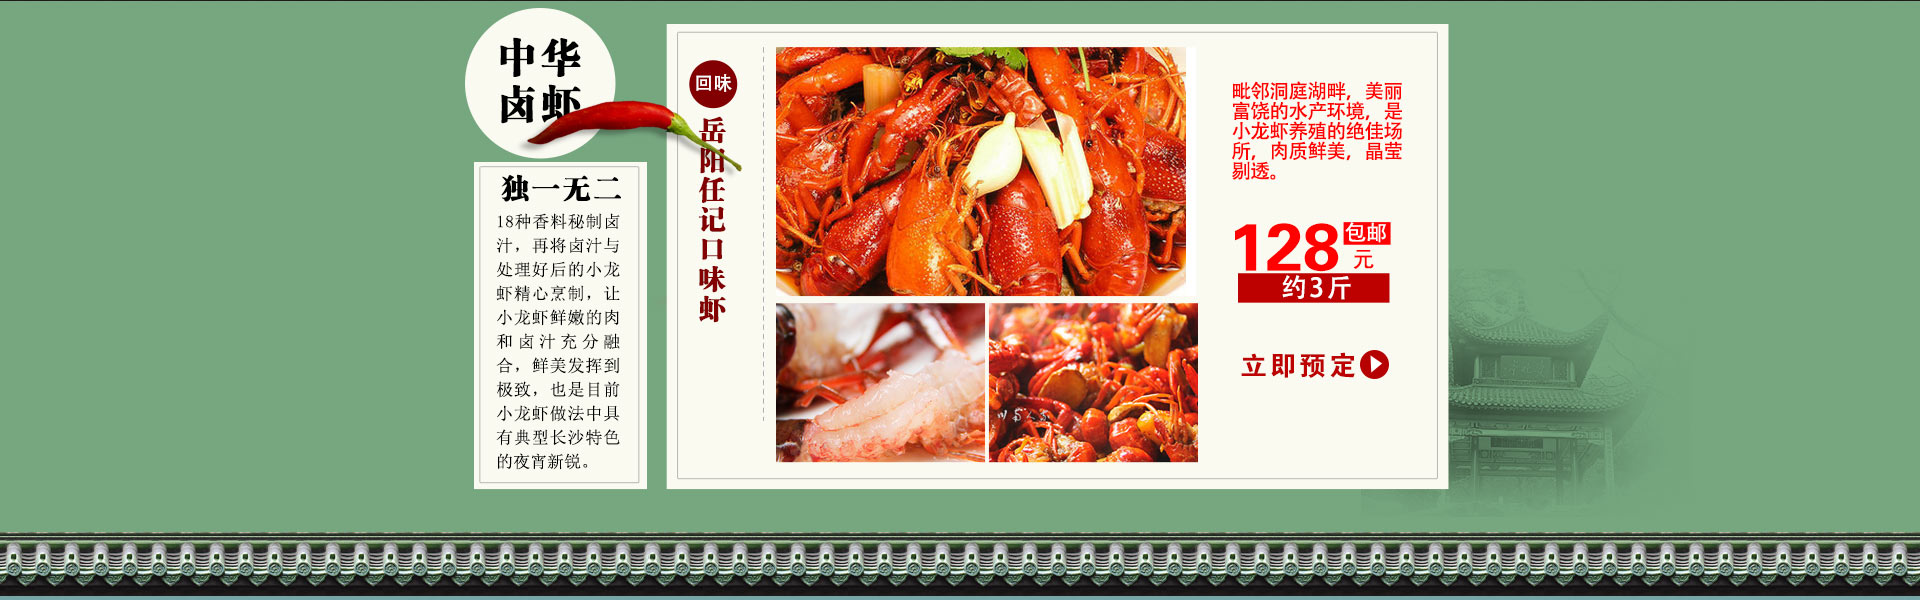 中华
卤虾
独一无二
18种香料秘制卤
汁，再将卤汁与
处理好后的小龙
虾精心烹制，让
小龙虾鲜嫩的肉
和卤汁充分融
合，鲜美发挥到
极致，也是目前
小龙虾做法中具
有典型长沙特色
的夜宵新锐。
回味
岳阳任记口味虾
毗邻洞庭湖畔，美丽
富饶的水产环境，是
小龙虾养殖的绝佳场
所，肉质鲜美，晶莹
剔透。
128
包邮
元
约3斤
立即预定